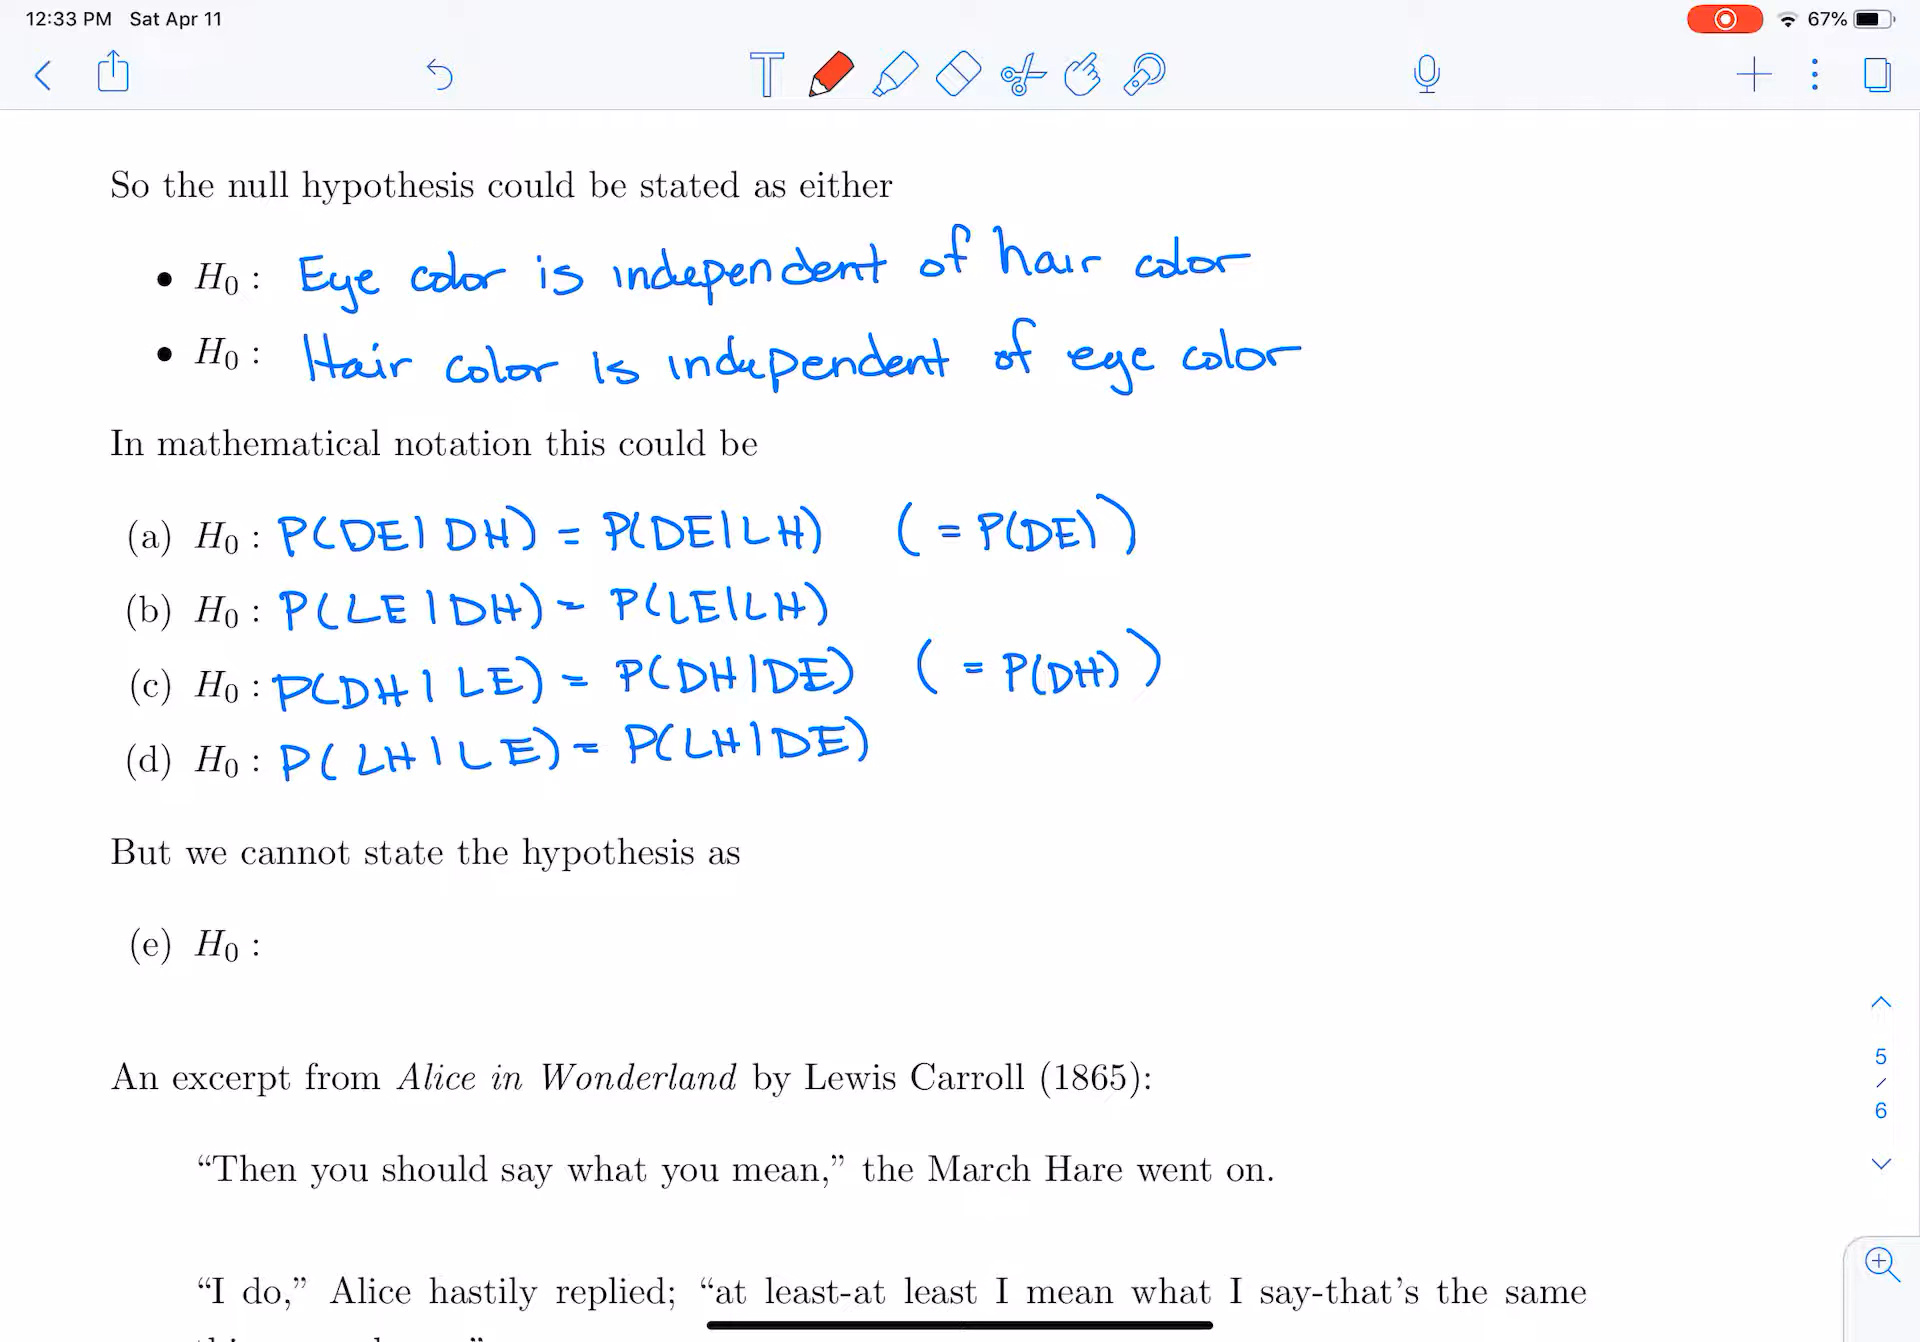 12:33 PM Sat Apr 11 67%
T
So the null hypothesis could be stated as either
• H₀ : Eye color is independent of hair color
• H₀ : Hair color is independent of eye color
In mathematical notation this could be
(a) H₀ : P(DE|DH) = P(DE|LH) (= P(DE))
(b) H₀ : P(LE|DH) = P(LE|LH)
(c) H₀ : P(DH|LE) = P(DH|DE) (= P(DH))
(d) H₀ : P(LH|LE) = P(LH|DE)
But we cannot state the hypothesis as
(e) H₀ :
An excerpt from Alice in Wonderland by Lewis Carroll (1865):
“Then you should say what you mean,” the March Hare went on.
“I do,” Alice hastily replied; “at least-at least I mean what I say-that’s the same
5
/
6